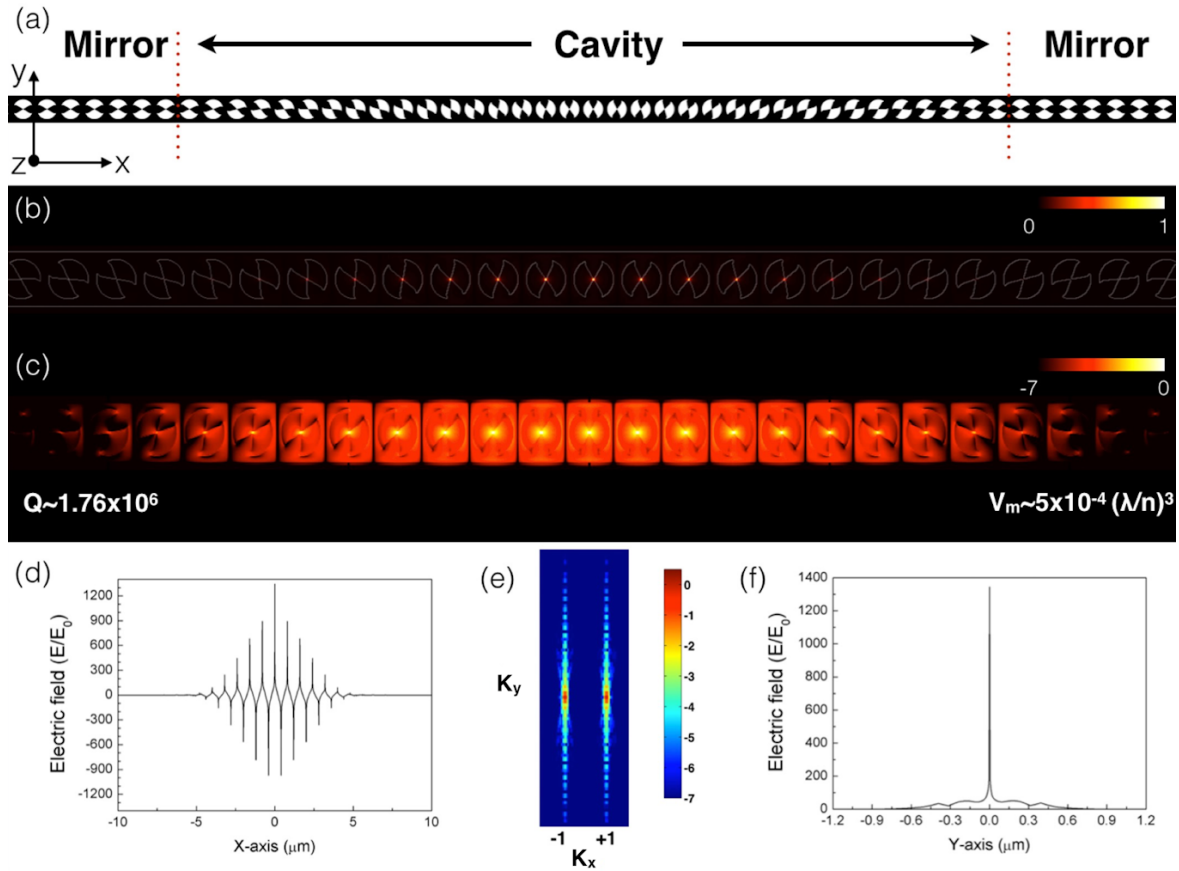 (a)
Mirror Cavity Mirror
y
z x
(b)
0 1
(c)
-7 0
Q~1.76x10⁶ Vₘ~5x10⁻⁴ (λ/n)³
(d)
Electric field (E/E₀)
1200
900
600
300
0
-300
-600
-900
-1200
-10 -5 0 5 10
X-axis (μm)
(e)
K_y
-1 +1
Kₓ
0
-1
-2
-3
-4
-5
-6
-7
(f)
Electric field (E/E₀)
1400
1200
1000
800
600
400
200
0
-1.2 -0.9 -0.6 -0.3 0.0 0.3 0.6 0.9 1.2
Y-axis (μm)